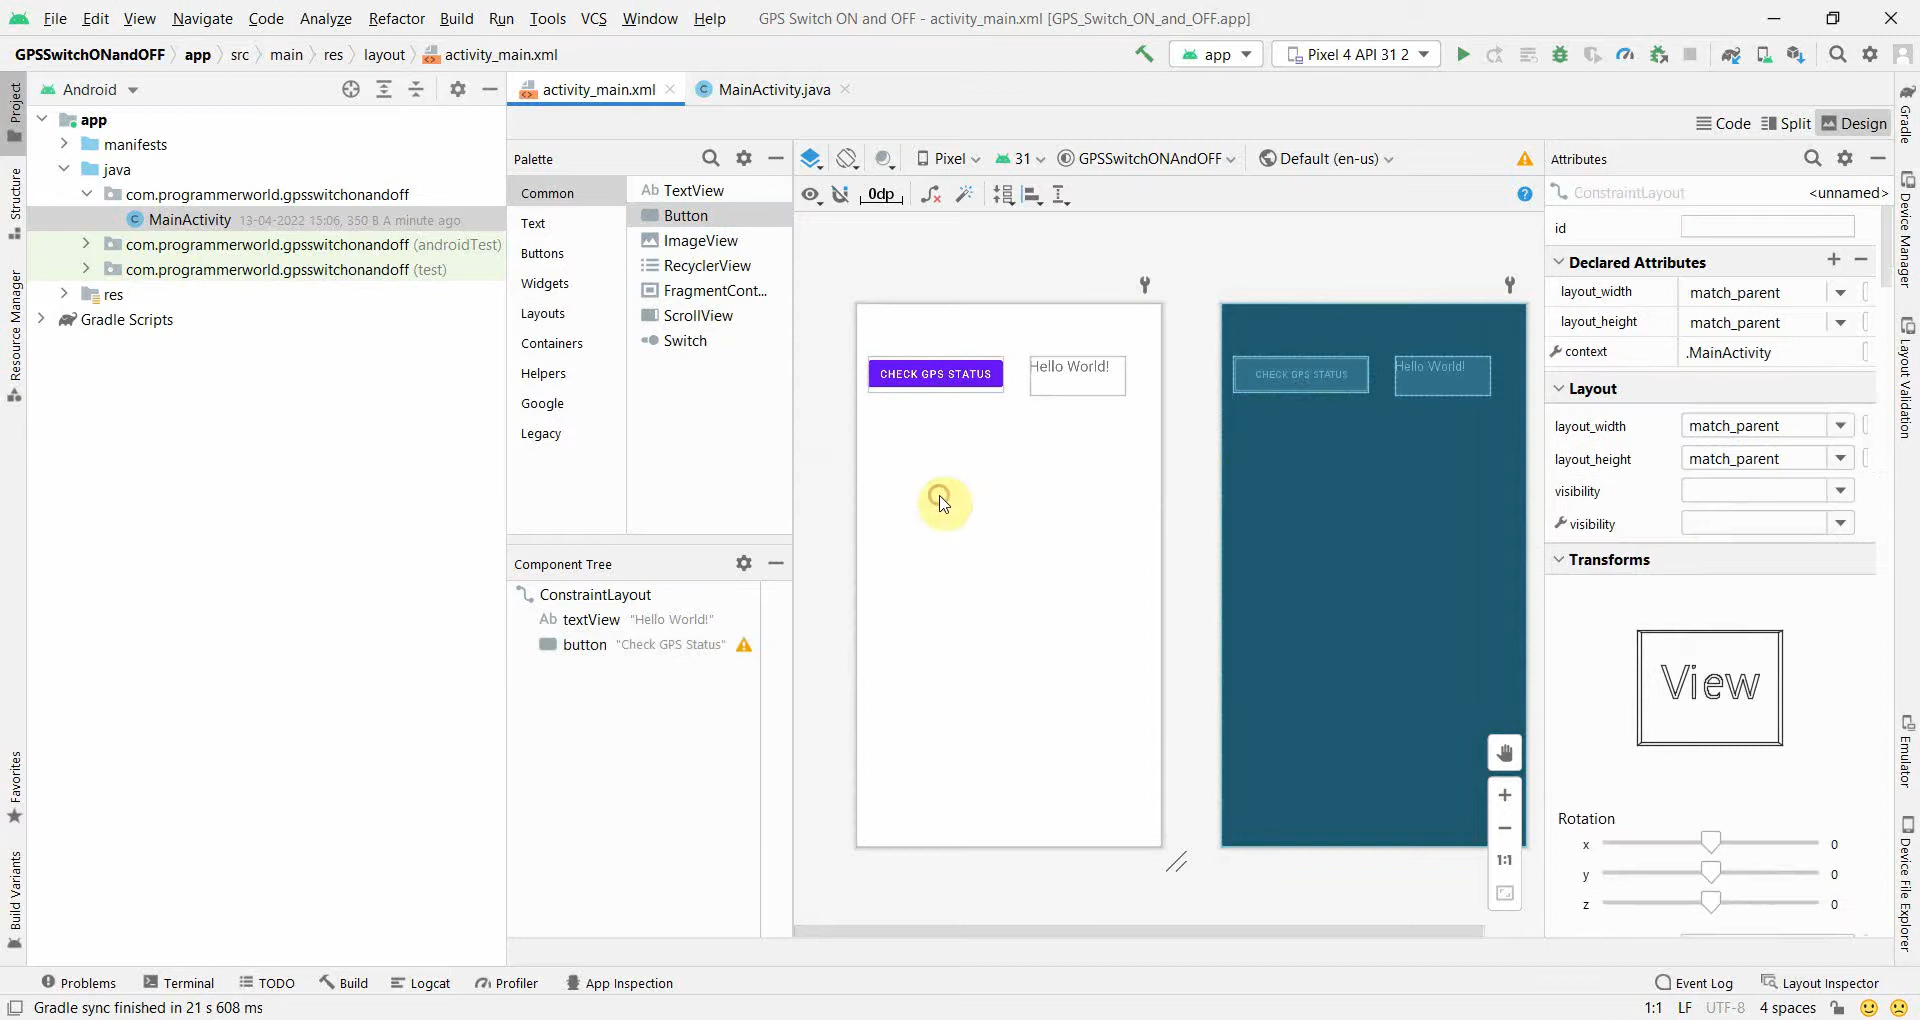 File Edit View Navigate Code Analyze Refactor Build Run Tools VCS Window Help GPS Switch ON and OFF - activity_main.xml [GPS_Switch_ON_and_OFF.app]
GPSSwitchONandOFF app src main res layout activity_main.xml app Pixel 4 API 31 2
Project
Structure
Resource Manager
Favorites
Build Variants
Android
app
manifests
java
com.programmerworld.gpsswitchonandoff
MainActivity 13-04-2022 15:06, 350 B A minute ago
com.programmerworld.gpsswitchonandoff (androidTest)
com.programmerworld.gpsswitchonandoff (test)
res
Gradle Scripts
activity_main.xml MainActivity.java
Code Split Design
Palette
Common
Text
Buttons
Widgets
Layouts
Containers
Helpers
Google
Legacy
Ab TextView
Button
ImageView
RecyclerView
FragmentCont...
ScrollView
Switch
Component Tree
ConstraintLayout
Ab textView "Hello World!"
button "Check GPS Status"
Pixel 31 GPSSwitchONAndOFF Default (en-us)
0dp
CHECK GPS STATUS Hello World!
CHECK GPS STATUS Hello World!
1:1
Attributes
ConstraintLayout <unnamed>
id
Declared Attributes
layout_width match_parent
layout_height match_parent
context .MainActivity
Layout
layout_width match_parent
layout_height match_parent
visibility
visibility
Transforms
View
Rotation
x 0
y 0
z 0
Gradle
Device Manager
Layout Validation
Emulator
Device File Explorer
Problems Terminal TODO Build Logcat Profiler App Inspection Event Log Layout Inspector
Gradle sync finished in 21 s 608 ms 1:1 LF UTF-8 4 spaces